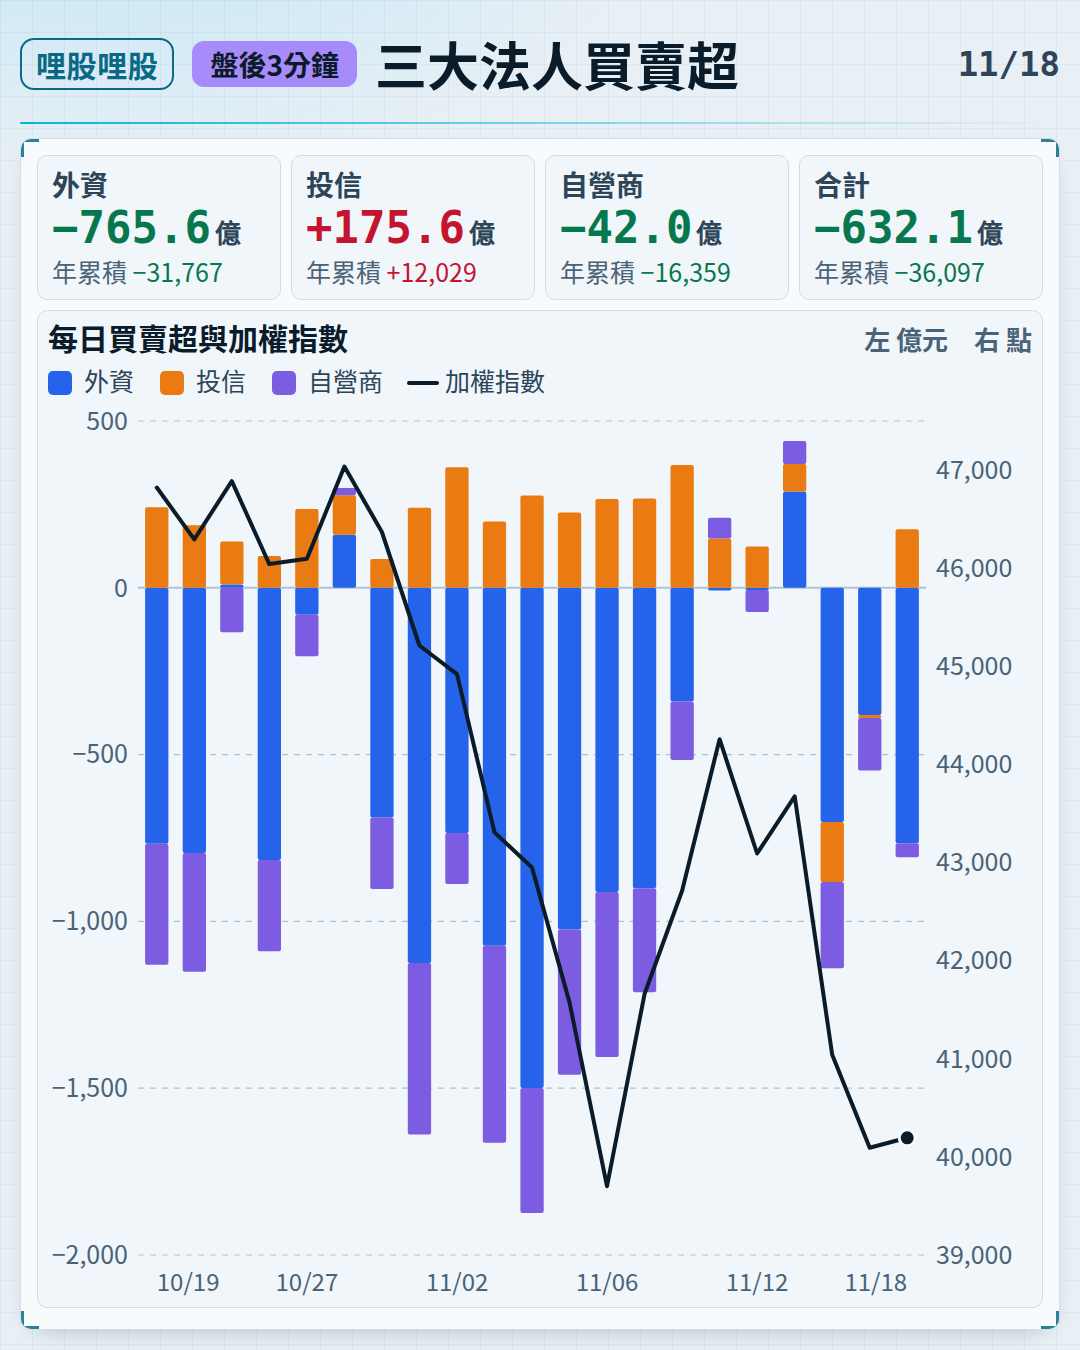 哩股哩股 盤後3分鐘 三大法人買賣超 11/18
外資 投信 自營商 合計
−765.6億 +175.6億 −42.0億 −632.1億
年累積 −31,767 年累積 +12,029 年累積 −16,359 年累積 −36,097
每日買賣超與加權指數 左 億元 右 點
外資 投信 自營商 加權指數
500
47,000
46,000
0
45,000
−500
44,000
43,000
−1,000
42,000
41,000
−1,500
40,000
−2,000 39,000
10/19 10/27 11/02 11/06 11/12 11/18